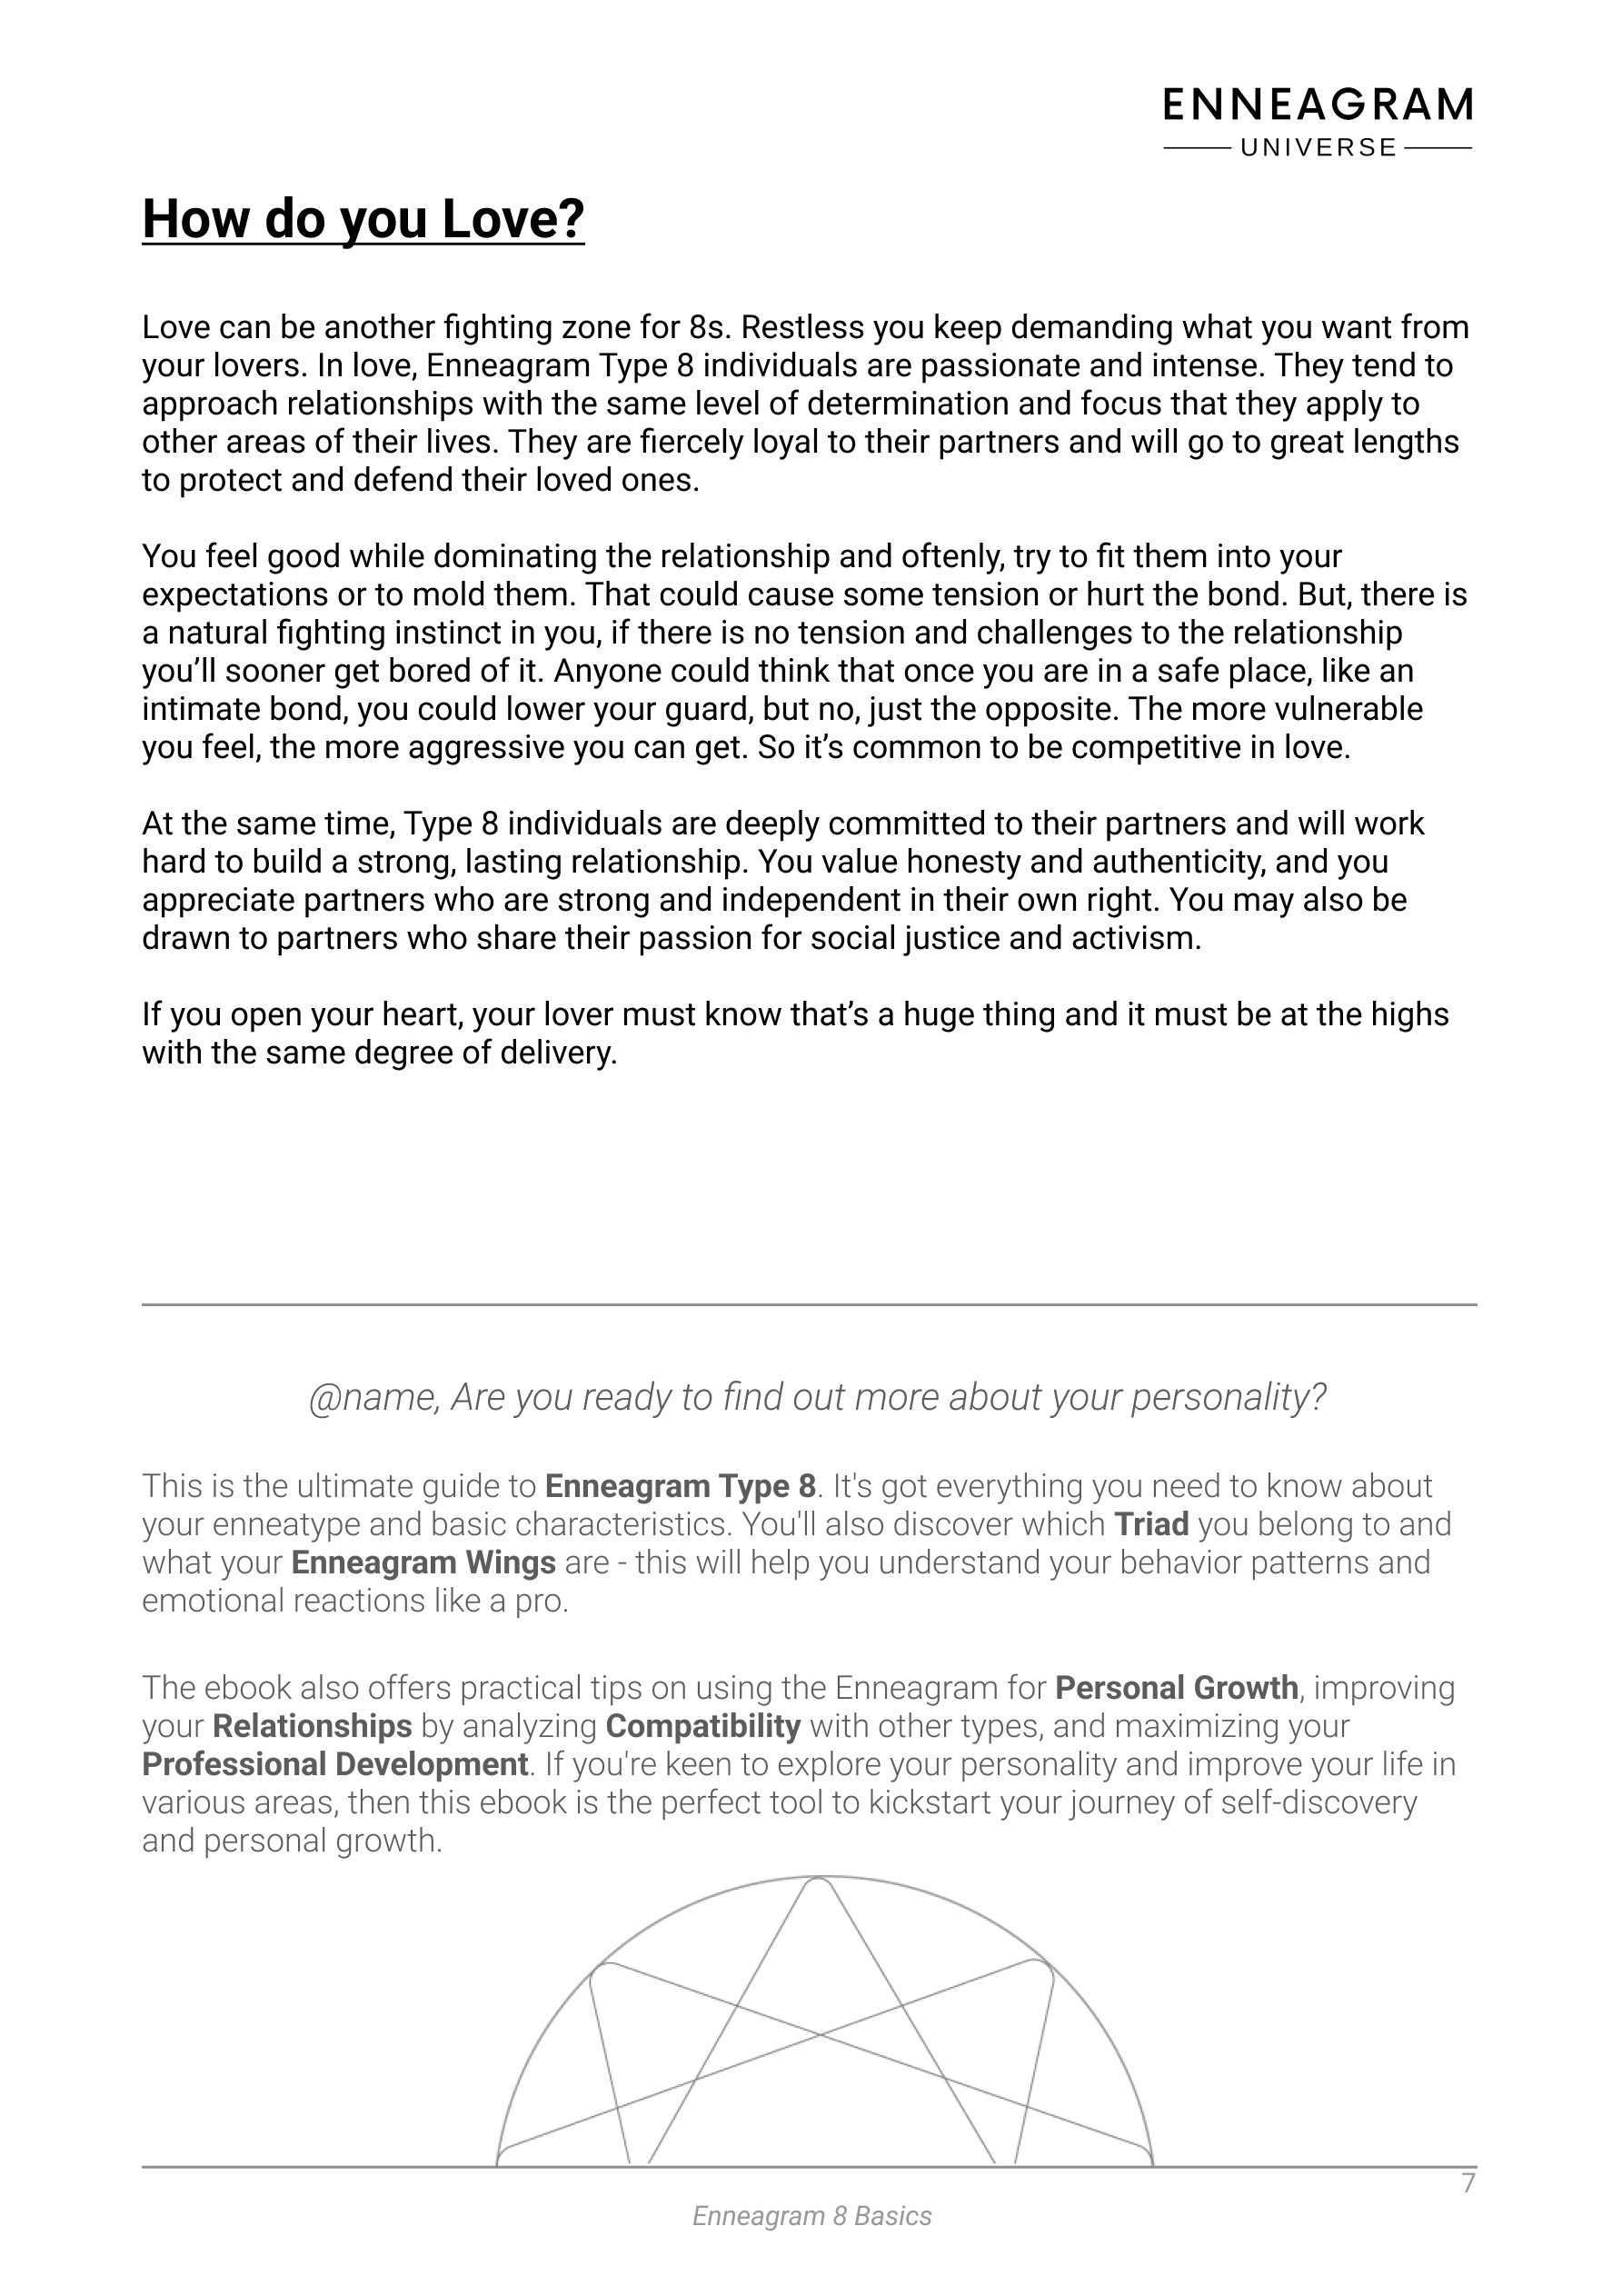 ENNEAGRAM
UNIVERSE
How do you Love?
Love can be another fighting zone for 8s. Restless you keep demanding what you want from
your lovers. In love, Enneagram Type 8 individuals are passionate and intense. They tend to
approach relationships with the same level of determination and focus that they apply to
other areas of their lives. They are fiercely loyal to their partners and will go to great lengths
to protect and defend their loved ones.
You feel good while dominating the relationship and oftenly, try to fit them into your
expectations or to mold them. That could cause some tension or hurt the bond. But, there is
a natural fighting instinct in you, if there is no tension and challenges to the relationship
you’ll sooner get bored of it. Anyone could think that once you are in a safe place, like an
intimate bond, you could lower your guard, but no, just the opposite. The more vulnerable
you feel, the more aggressive you can get. So it’s common to be competitive in love.
At the same time, Type 8 individuals are deeply committed to their partners and will work
hard to build a strong, lasting relationship. You value honesty and authenticity, and you
appreciate partners who are strong and independent in their own right. You may also be
drawn to partners who share their passion for social justice and activism.
If you open your heart, your lover must know that’s a huge thing and it must be at the highs
with the same degree of delivery.
@name, Are you ready to find out more about your personality?
This is the ultimate guide to Enneagram Type 8. It's got everything you need to know about
your enneatype and basic characteristics. You'll also discover which Triad you belong to and
what your Enneagram Wings are - this will help you understand your behavior patterns and
emotional reactions like a pro.
The ebook also offers practical tips on using the Enneagram for Personal Growth, improving
your Relationships by analyzing Compatibility with other types, and maximizing your
Professional Development. If you're keen to explore your personality and improve your life in
various areas, then this ebook is the perfect tool to kickstart your journey of self-discovery
and personal growth.
7
Enneagram 8 Basics